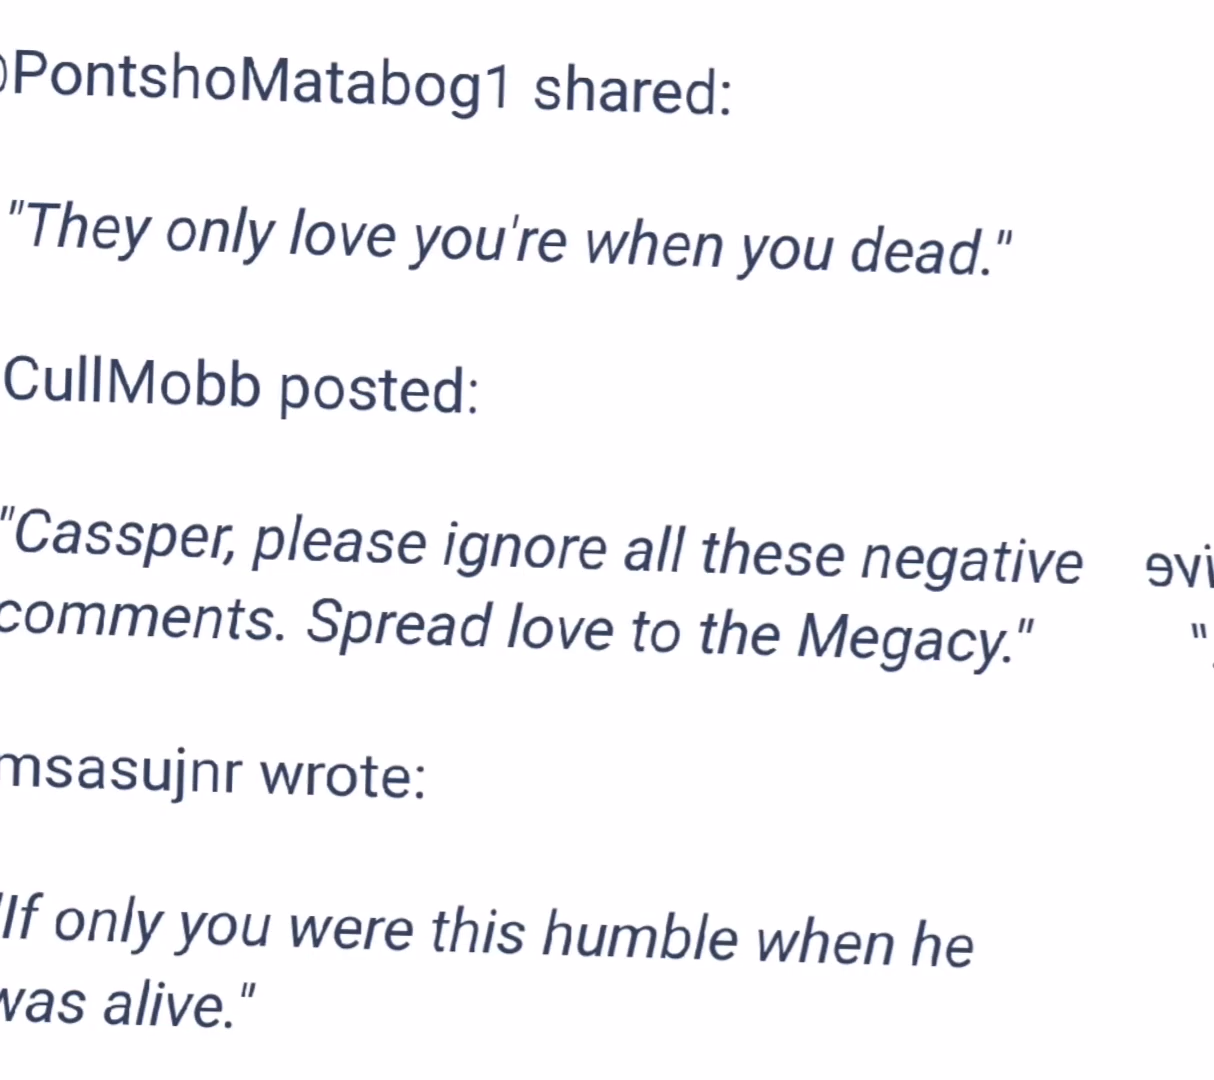 PontshoMatabog1 shared:
"They only love you're when you dead."
CullMobb posted:
"Cassper, please ignore all these negative
comments. Spread love to the Megacy."
msasujnr wrote:
"If only you were this humble when he
was alive."